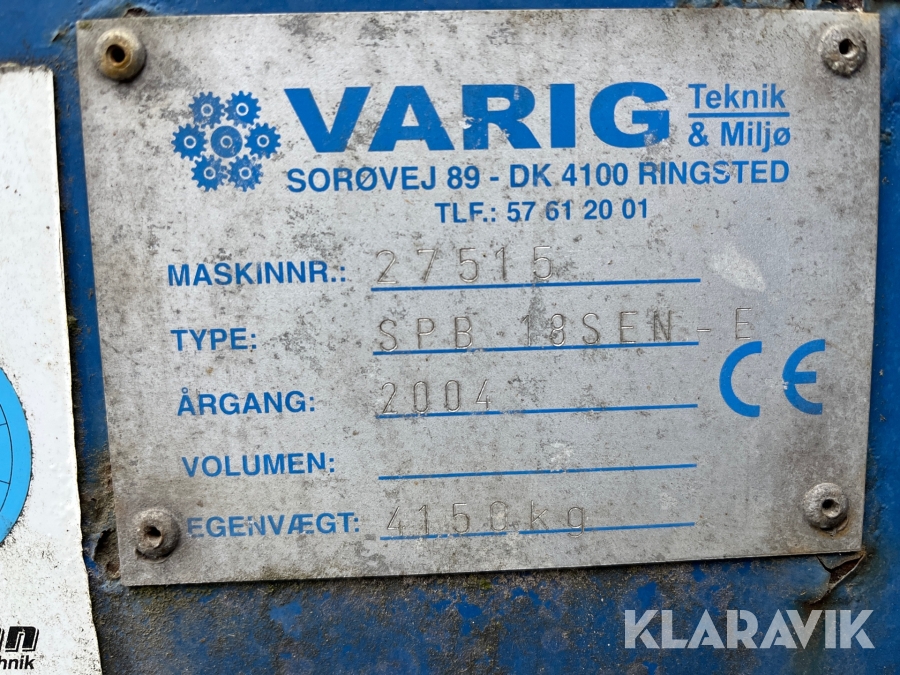 VARIG Teknik & Miljø
SORØVEJ 89 - DK 4100 RINGSTED
TLF.: 57 61 20 01
MASKINNR.: 27515
TYPE: SPB 18SEN-E
ÅRGANG: 2004
CE
VOLUMEN:
EGENVÆGT: 4150kg
KLARAVIK